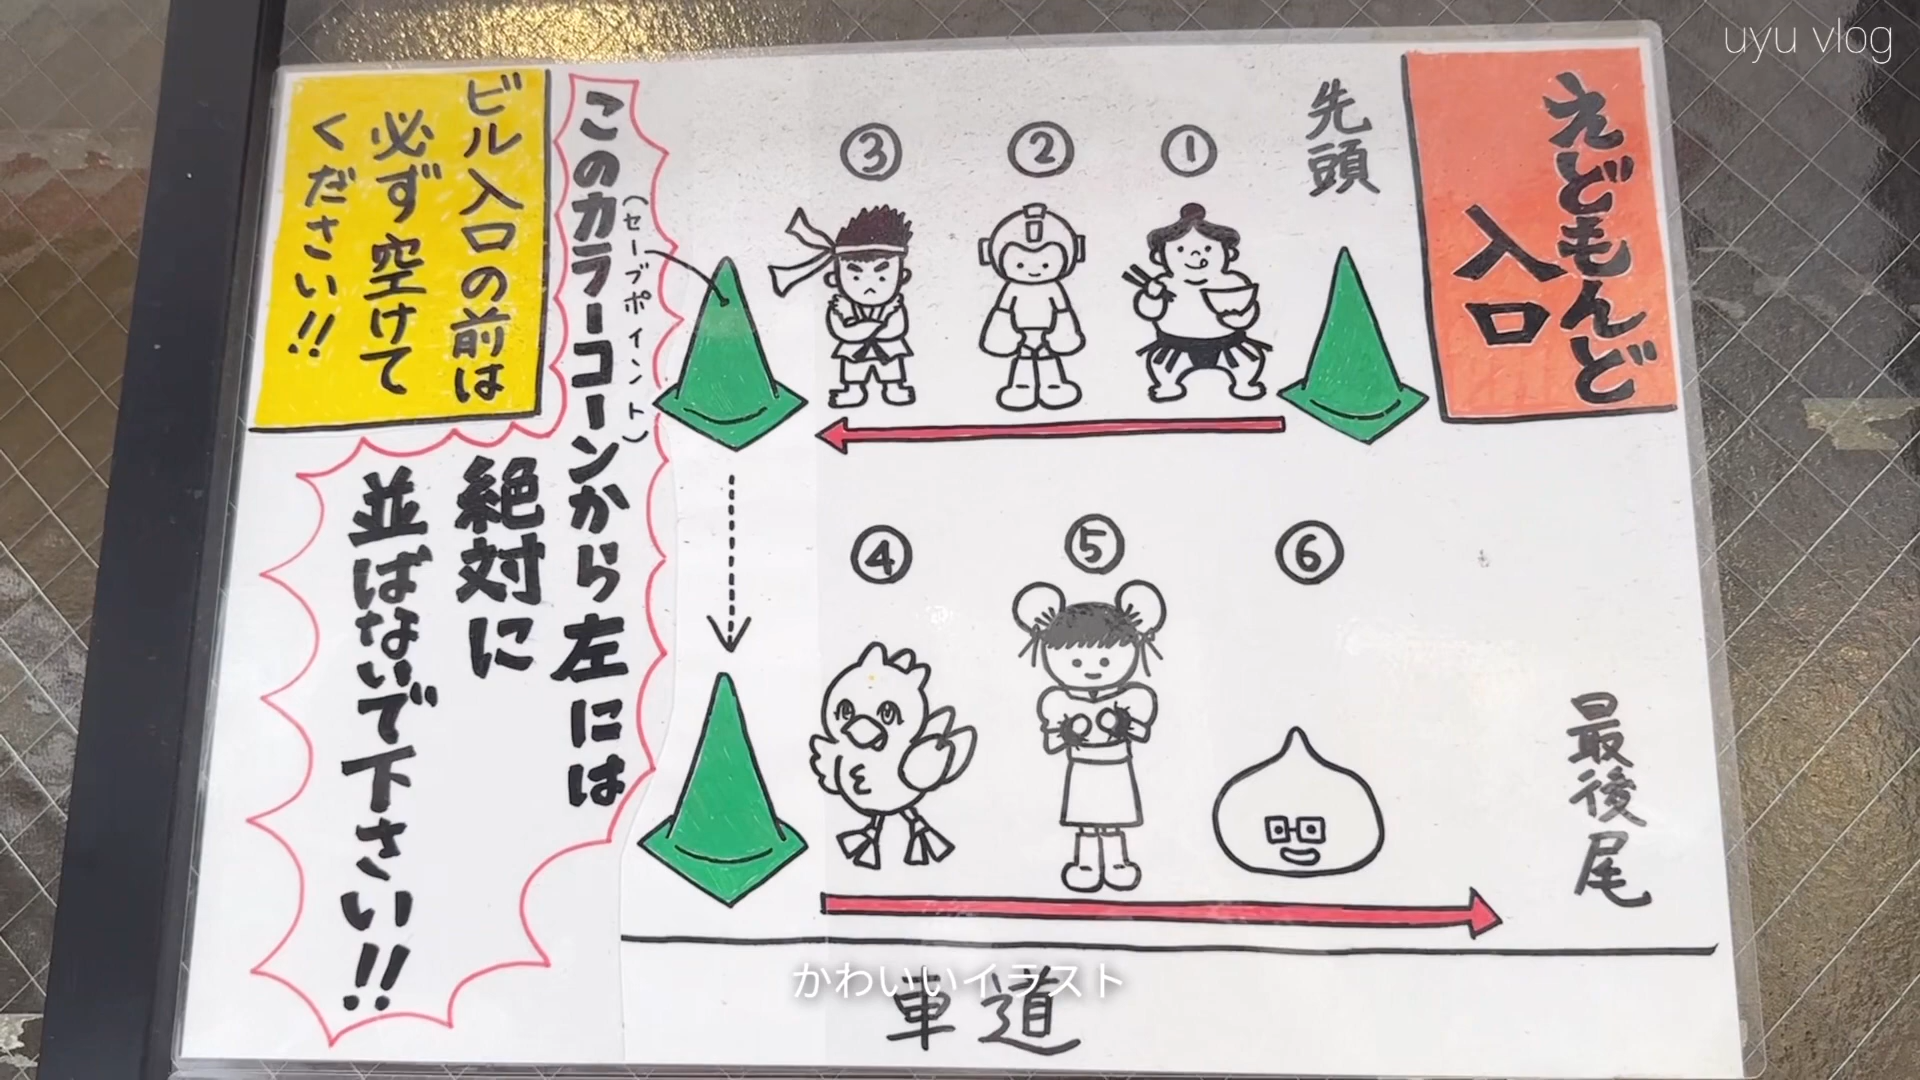 uyu vlog
えどもんど
入口
先頭
①
②
③
このカラーコーンから左には
(セーブポイント)
絶対に
並ばないで下さい!!
ビル入口の前は
必ず空けて
ください!!
④
⑤
⑥
最後尾
車道
かわいいイラスト